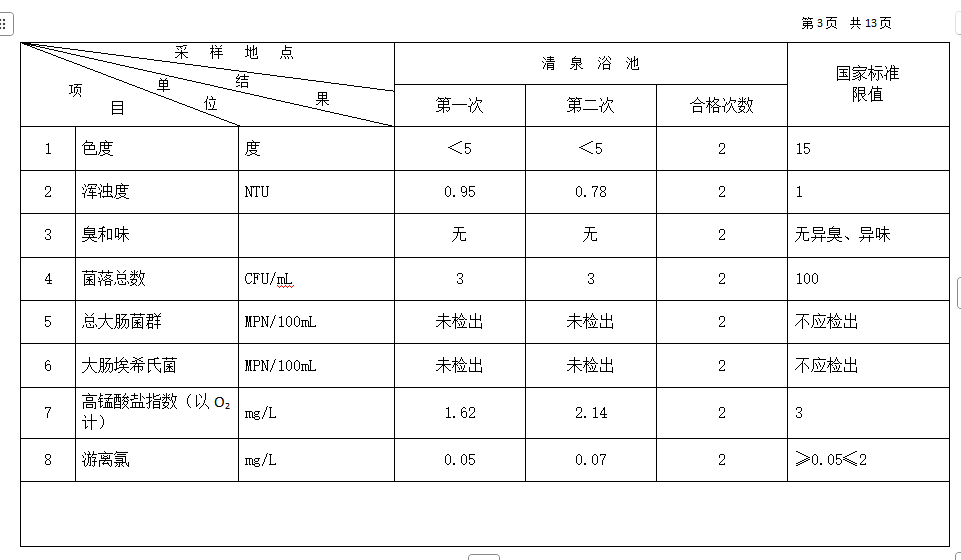 第 3 页 共 13 页
采 样 地 点
结 果
单 位
项 目
清 泉 浴 池
国家标准
限值
第一次 第二次 合格次数
1 色度 度 ＜5 ＜5 2 15
2 浑浊度 NTU 0.95 0.78 2 1
3 臭和味 无 无 2 无异臭、异味
4 菌落总数 CFU/mL 3 3 2 100
5 总大肠菌群 MPN/100mL 未检出 未检出 2 不应检出
6 大肠埃希氏菌 MPN/100mL 未检出 未检出 2 不应检出
7 高锰酸盐指数（以 O₂
计） mg/L 1.62 2.14 2 3
8 游离氯 mg/L 0.05 0.07 2 ≥0.05≤2